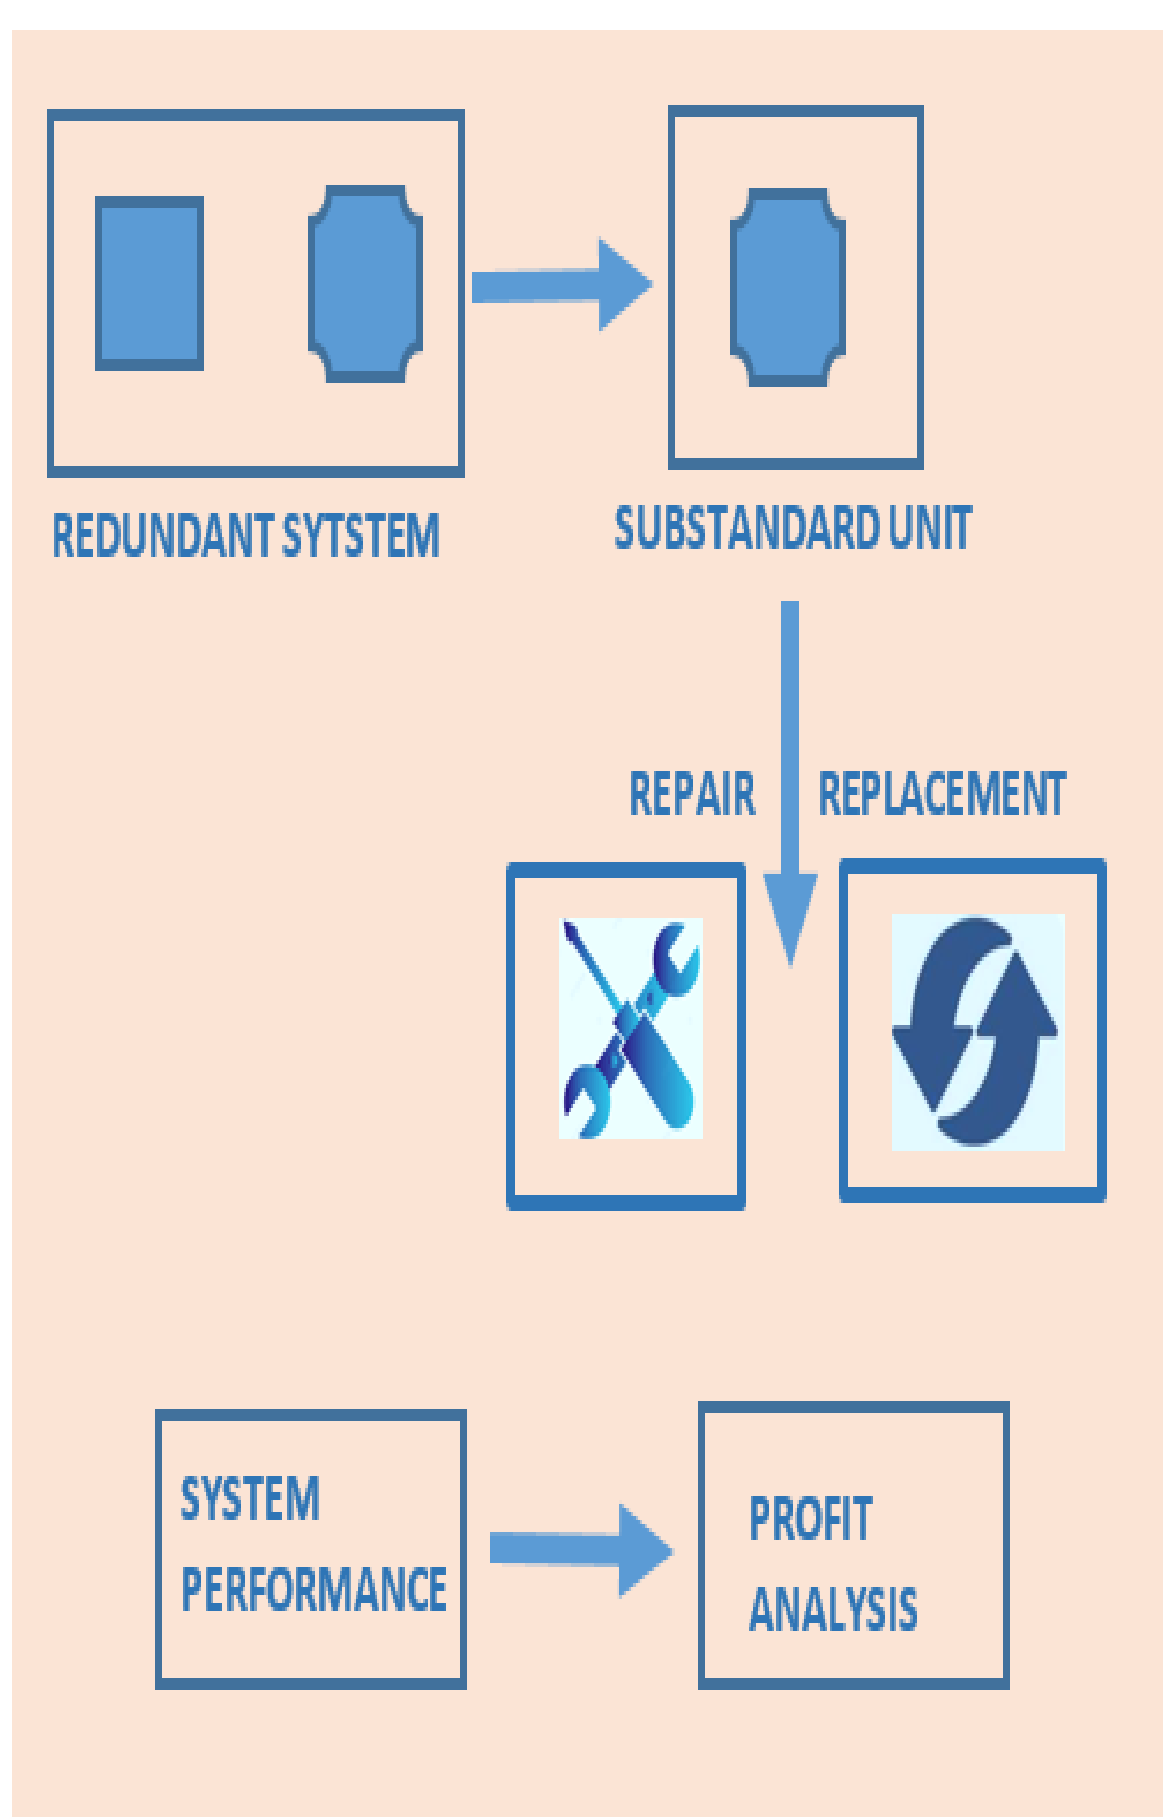 REDUNDANT SYTSTEM
SUBSTANDARD UNIT
REPAIR
REPLACEMENT
SYSTEM
PERFORMANCE
PROFIT
ANALYSIS